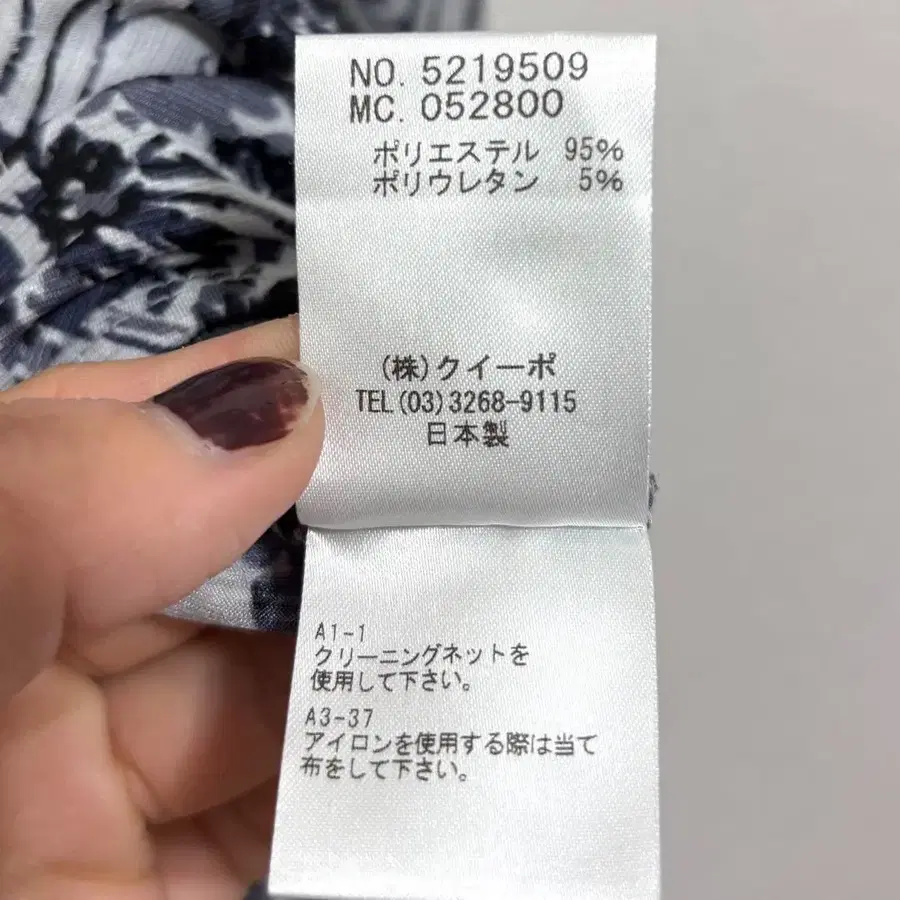 NO. 5219509
MC. 052800
ポリエステル 95%
ポリウレタン 5%
(株)クイーポ
TEL(03)3268-9115
日本製
A1-1
クリーニングネットを
使用して下さい。
A3-37
アイロンを使用する際は当て
布をして下さい。